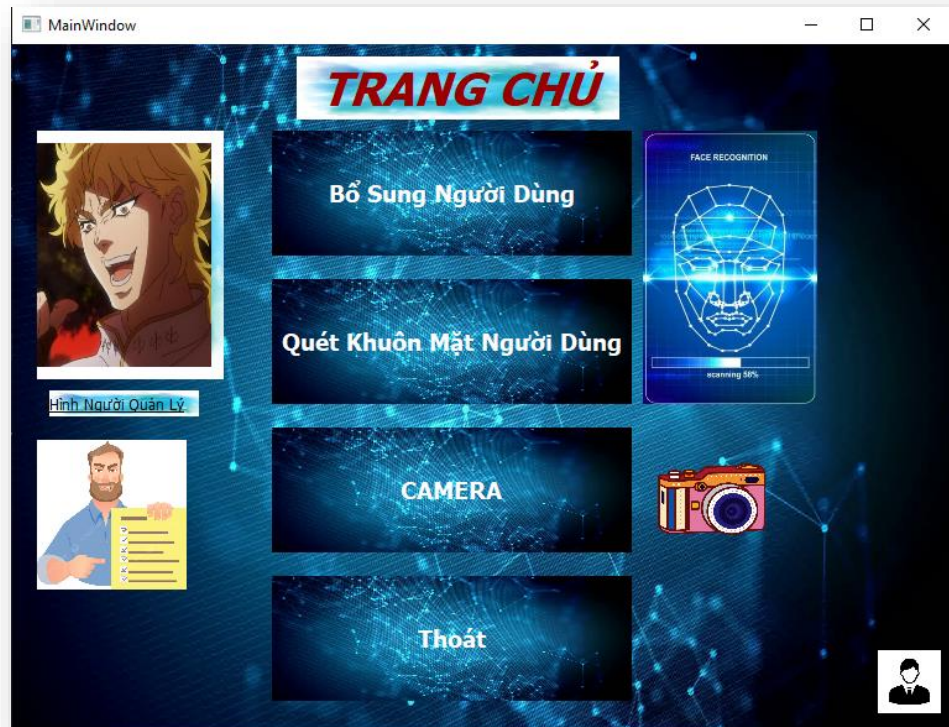 MainWindow
TRANG CHỦ
Bổ Sung Người Dùng
FACE RECOGNITION
Quét Khuôn Mặt Người Dùng
scanning 58%
Hình Người Quản Lý
CAMERA
Thoát